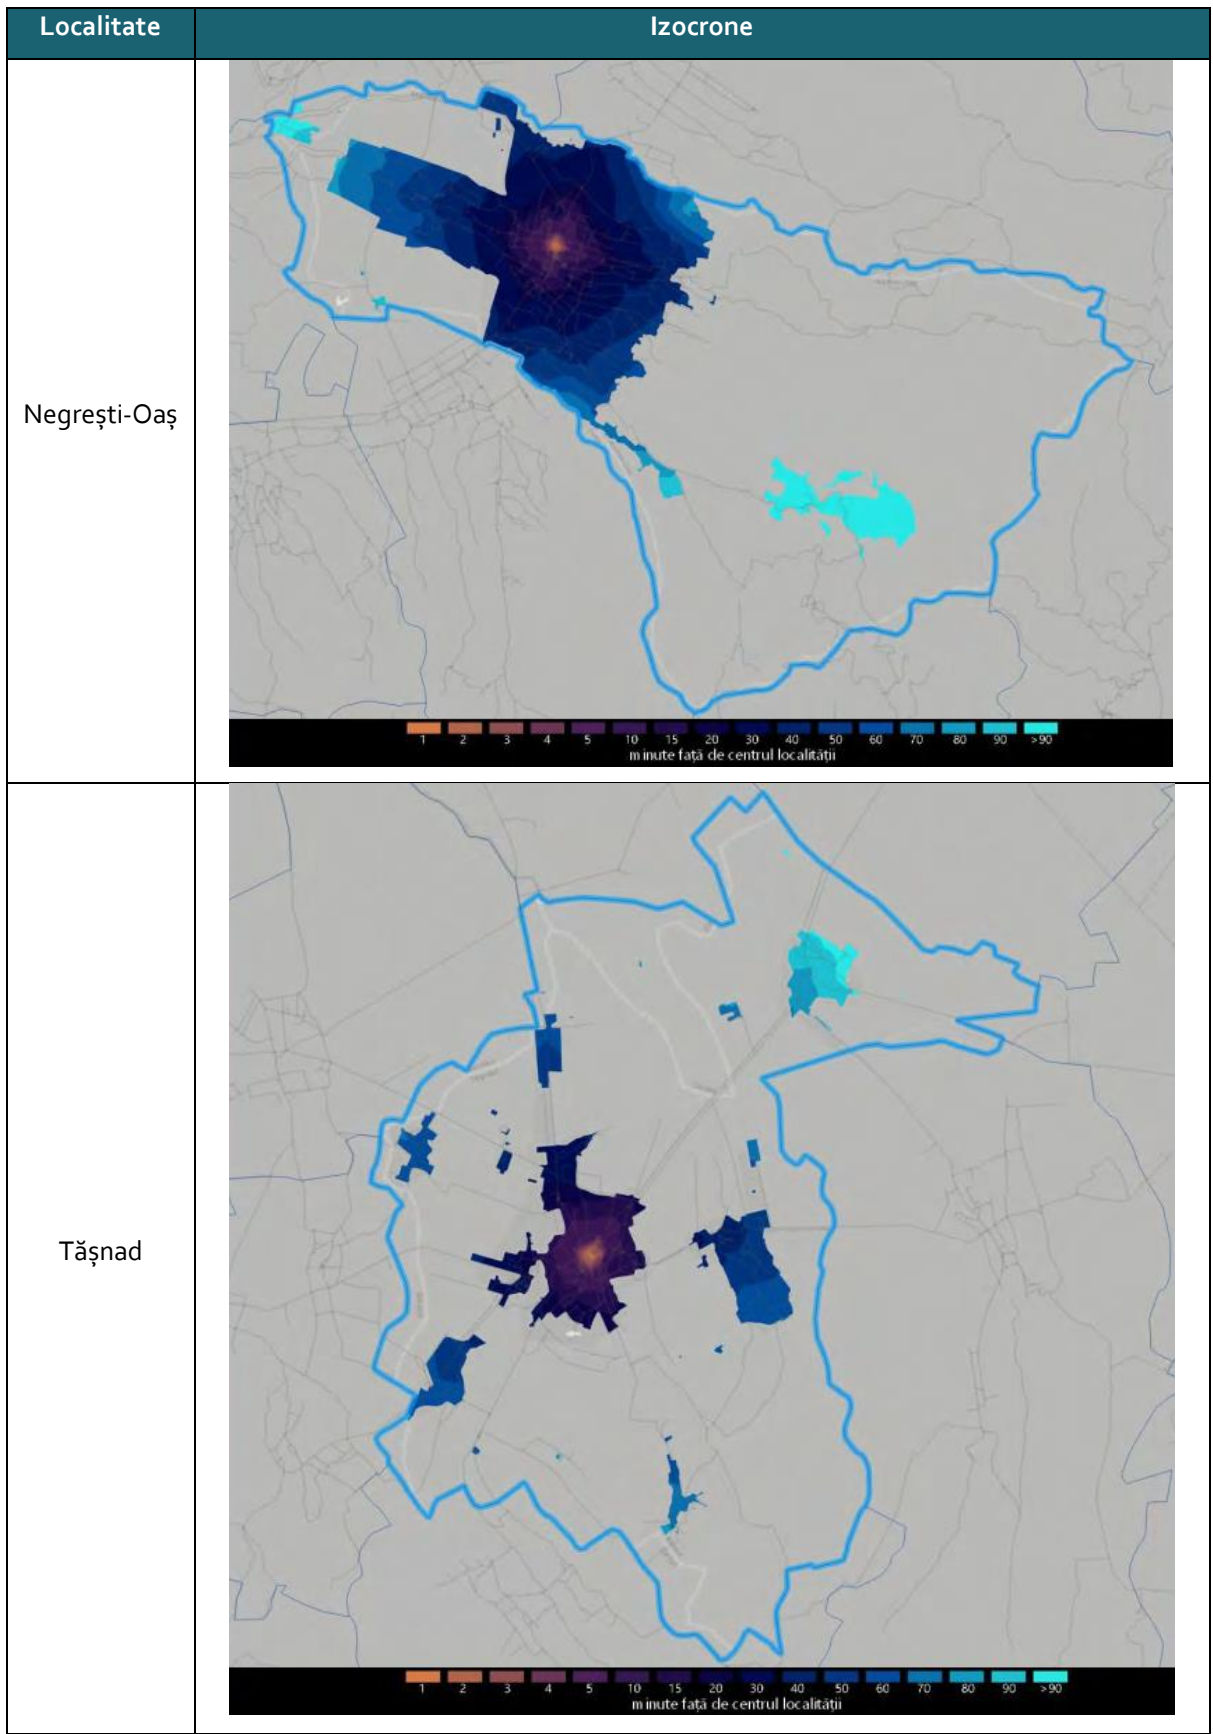 Localitate Izocrone
Negrești-Oaș
1 2 3 4 5 10 15 20 30 40 50 60 70 80 90 >90
minute față de centrul localității
Tășnad
1 2 3 4 5 10 15 20 30 40 50 60 70 80 90 >90
minute față de centrul localității